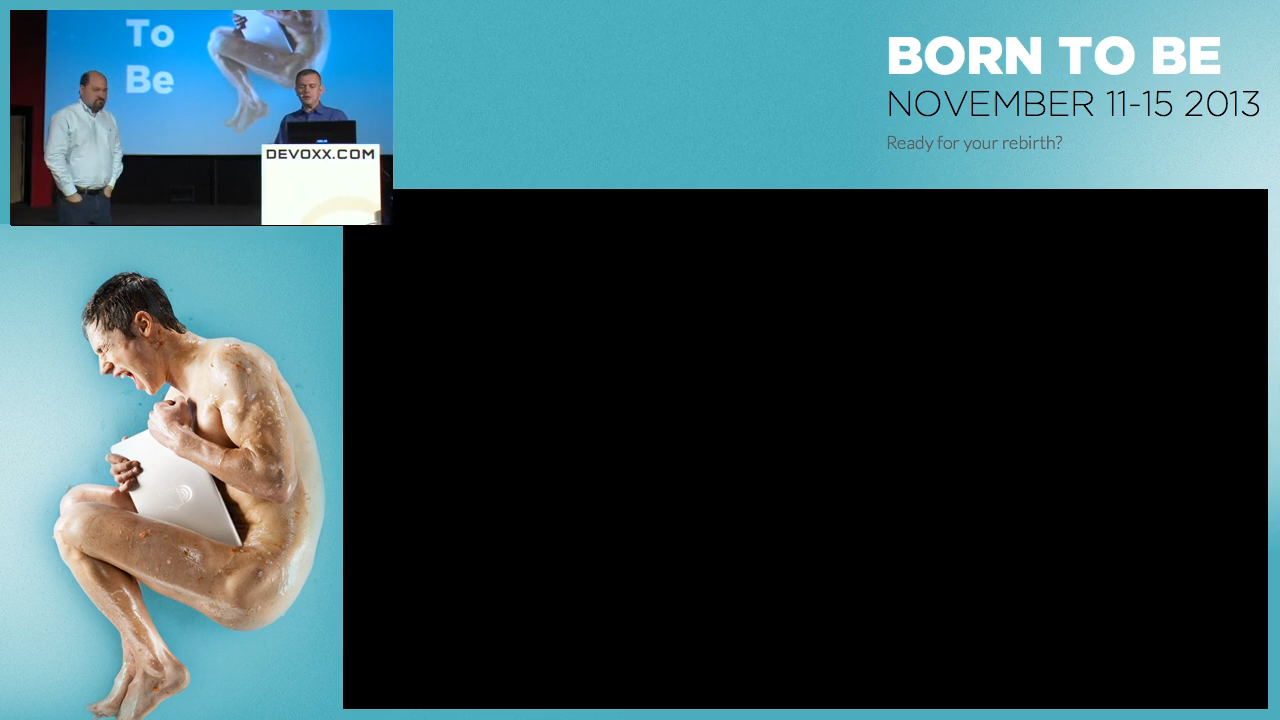 To
Be
DEVOXX.COM
BORN TO BE
NOVEMBER 11-15 2013
Ready for your rebirth?